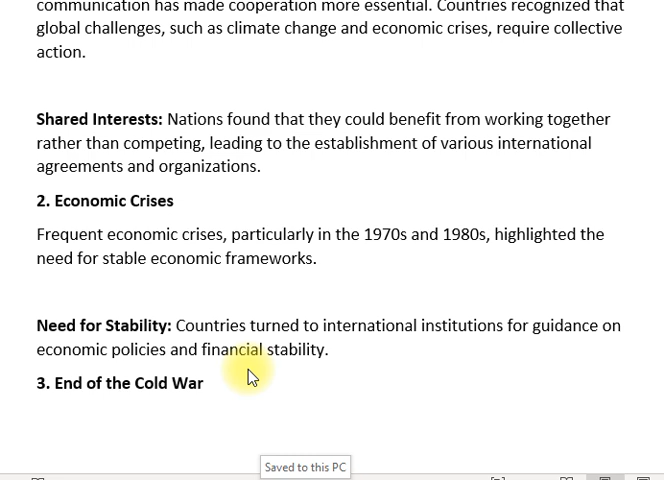 communication has made cooperation more essential. Countries recognized that
global challenges, such as climate change and economic crises, require collective
action.
Shared Interests: Nations found that they could benefit from working together
rather than competing, leading to the establishment of various international
agreements and organizations.
2. Economic Crises
Frequent economic crises, particularly in the 1970s and 1980s, highlighted the
need for stable economic frameworks.
Need for Stability: Countries turned to international institutions for guidance on
economic policies and financial stability.
3. End of the Cold War
Saved to this PC